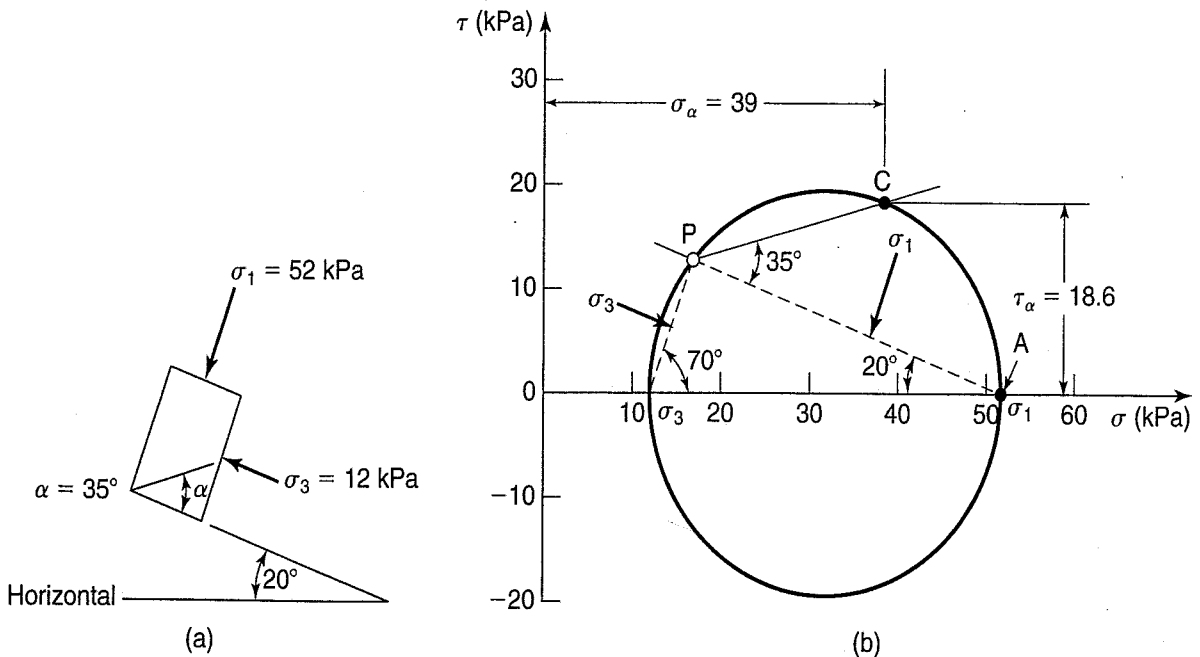 σ₁ = 52 kPa
σ₃ = 12 kPa
α = 35°
α
20°
Horizontal
(a)
τ (kPa)
30
20
10
0
−10
−20
σα = 39
C
P
σ₁
35°
σ₃
τα = 18.6
70°
20°
A
10 σ₃ 20 30 40 50 σ₁ 60 σ (kPa)
(b)